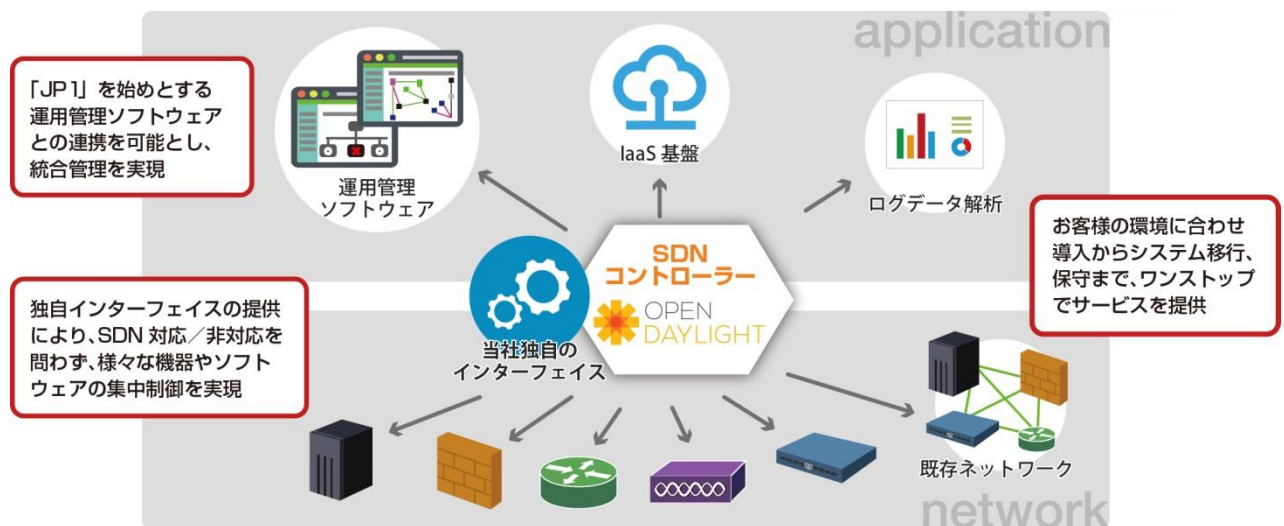 application
「JP1」を始めとする
運用管理ソフトウェア
との連携を可能とし、
統合管理を実現
運用管理
ソフトウェア
IaaS 基盤
ログデータ解析
お客様の環境に合わせ
導入からシステム移行、
保守まで、ワンストップ
でサービスを提供
SDN
コントローラー
OPEN
DAYLIGHT
当社独自の
インターフェイス
独自インターフェイスの提供
により、SDN 対応／非対応を
問わず、様々な機器やソフト
ウェアの集中制御を実現
既存ネットワーク
network